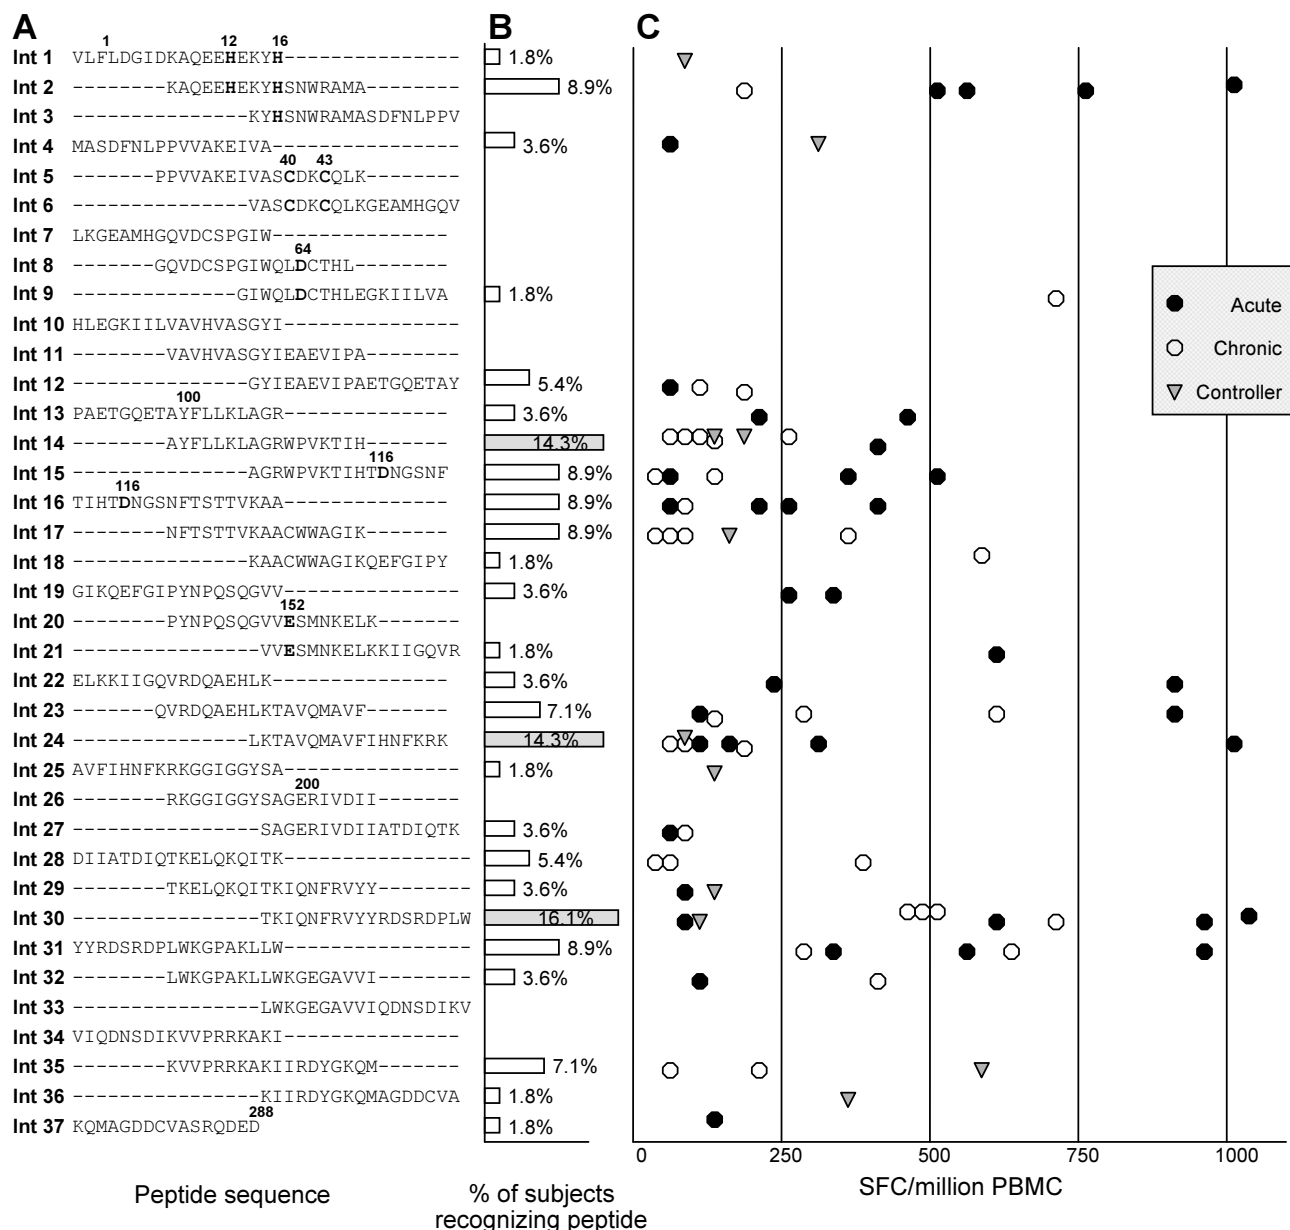 A B C
1 12 16
Int 1 VLFLDGIDKAQEEHEKYH--------------- 1.8%
Int 2 --------KAQEEHEKYHSNWRAMA-------- 8.9%
Int 3 ---------------KYHSNWRAMASDFNLPPV
Int 4 MASDFNLPPVVAKEIVA---------------- 3.6%
40 43
Int 5 -------PPVVAKEIVASCDKCQLK--------
Int 6 ---------------VASCDKCQLKGEAMHGQV
Int 7 LKGEAMHGQVDCSPGIW---------------
64
Int 8 -------GQVDCSPGIWQLDCTHL--------
Int 9 --------------GIWQLDCTHLEGKIILVA 1.8%
Int 10 HLEGKIILVAVHVASGYI---------------
Int 11 --------VAVHVASGYIEAEVIPA--------
Int 12 ---------------GYIEAEVIPAETGQETAY 5.4%
100
Int 13 PAETGQETAYFLLKLAGR-------------- 3.6%
Int 14 --------AYFLLKLAGRWPVKTIH------- 14.3%
116
Int 15 ---------------AGRWPVKTIHTDNGSNF 8.9%
116
Int 16 TIHTDNGSNFTSTTVKAA-------------- 8.9%
Int 17 --------NFTSTTVKAACWWAGIK------- 8.9%
Int 18 ---------------KAACWWAGIKQEFGIPY 1.8%
Int 19 GIKQEFGIPYNPQSQGVV--------------- 3.6%
152
Int 20 --------PYNPQSQGVVESMNKELK-------
Int 21 ----------------VVESMNKELKKIIGQVR 1.8%
Int 22 ELKKIIGQVRDQAEHLK--------------- 3.6%
Int 23 -------QVRDQAEHLKTAVQMAVF------- 7.1%
Int 24 ---------------LKTAVQMAVFIHNFKRK 14.3%
Int 25 AVFIHNFKRKGGIGGYSA--------------- 1.8%
200
Int 26 --------RKGGIGGYSAGERIVDII-------
Int 27 ----------------SAGERIVDIIATDIQTK 3.6%
Int 28 DIIATDIQTKELQKQITK---------------- 5.4%
Int 29 --------TKELQKQITKIQNFRVYY-------- 3.6%
Int 30 ----------------TKIQNFRVYYRDSRDPLW 16.1%
Int 31 YYRDSRDPLWKGPAKLLW---------------- 8.9%
Int 32 --------LWKGPAKLLWKGEGAVVI-------- 3.6%
Int 33 ----------------LWKGEGAVVIQDNSDIKV
Int 34 VIQDNSDIKVVPRRKAKI---------------
Int 35 --------KVVPRRKAKIIRDYGKQM------- 7.1%
Int 36 ----------------KIIRDYGKQMAGDDCVA 1.8%
288
Int 37 KQMAGDDCVASRQDED 1.8%
Acute
Chronic
Controller
0 250 500 750 1000
Peptide sequence
% of subjects
recognizing peptide
SFC/million PBMC